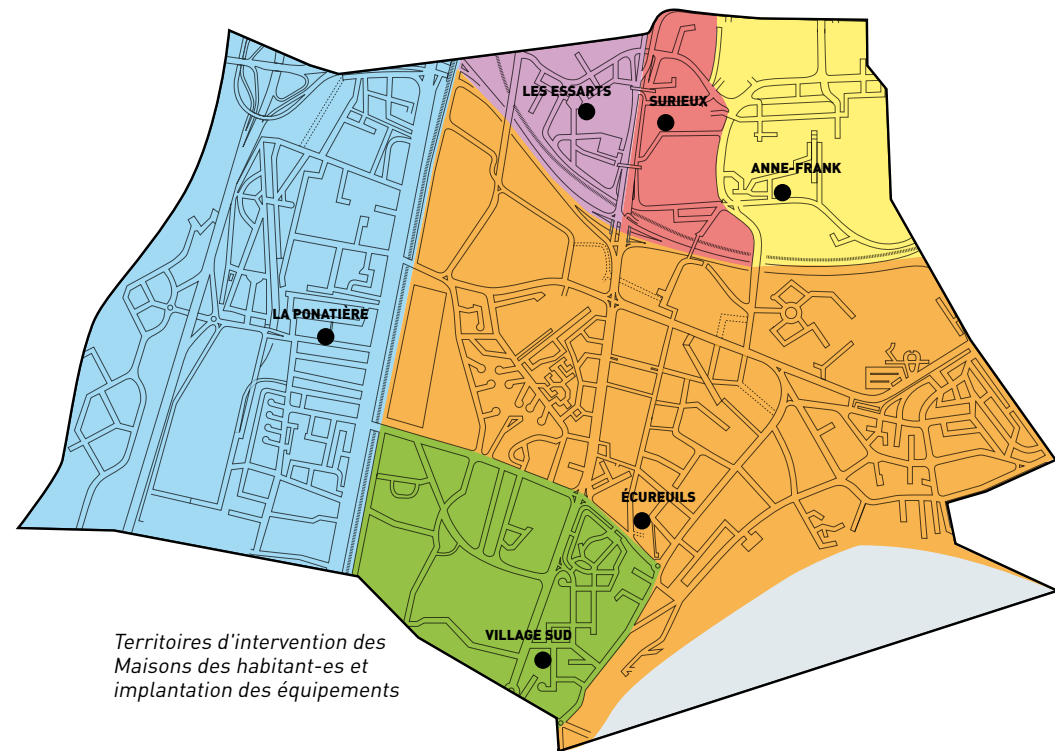 LES ESSARTS
SURIEUX
ANNE-FRANK
LA PONATIÈRE
ÉCUREUILS
VILLAGE SUD
Territoires d'intervention des
Maisons des habitant-es et
implantation des équipements